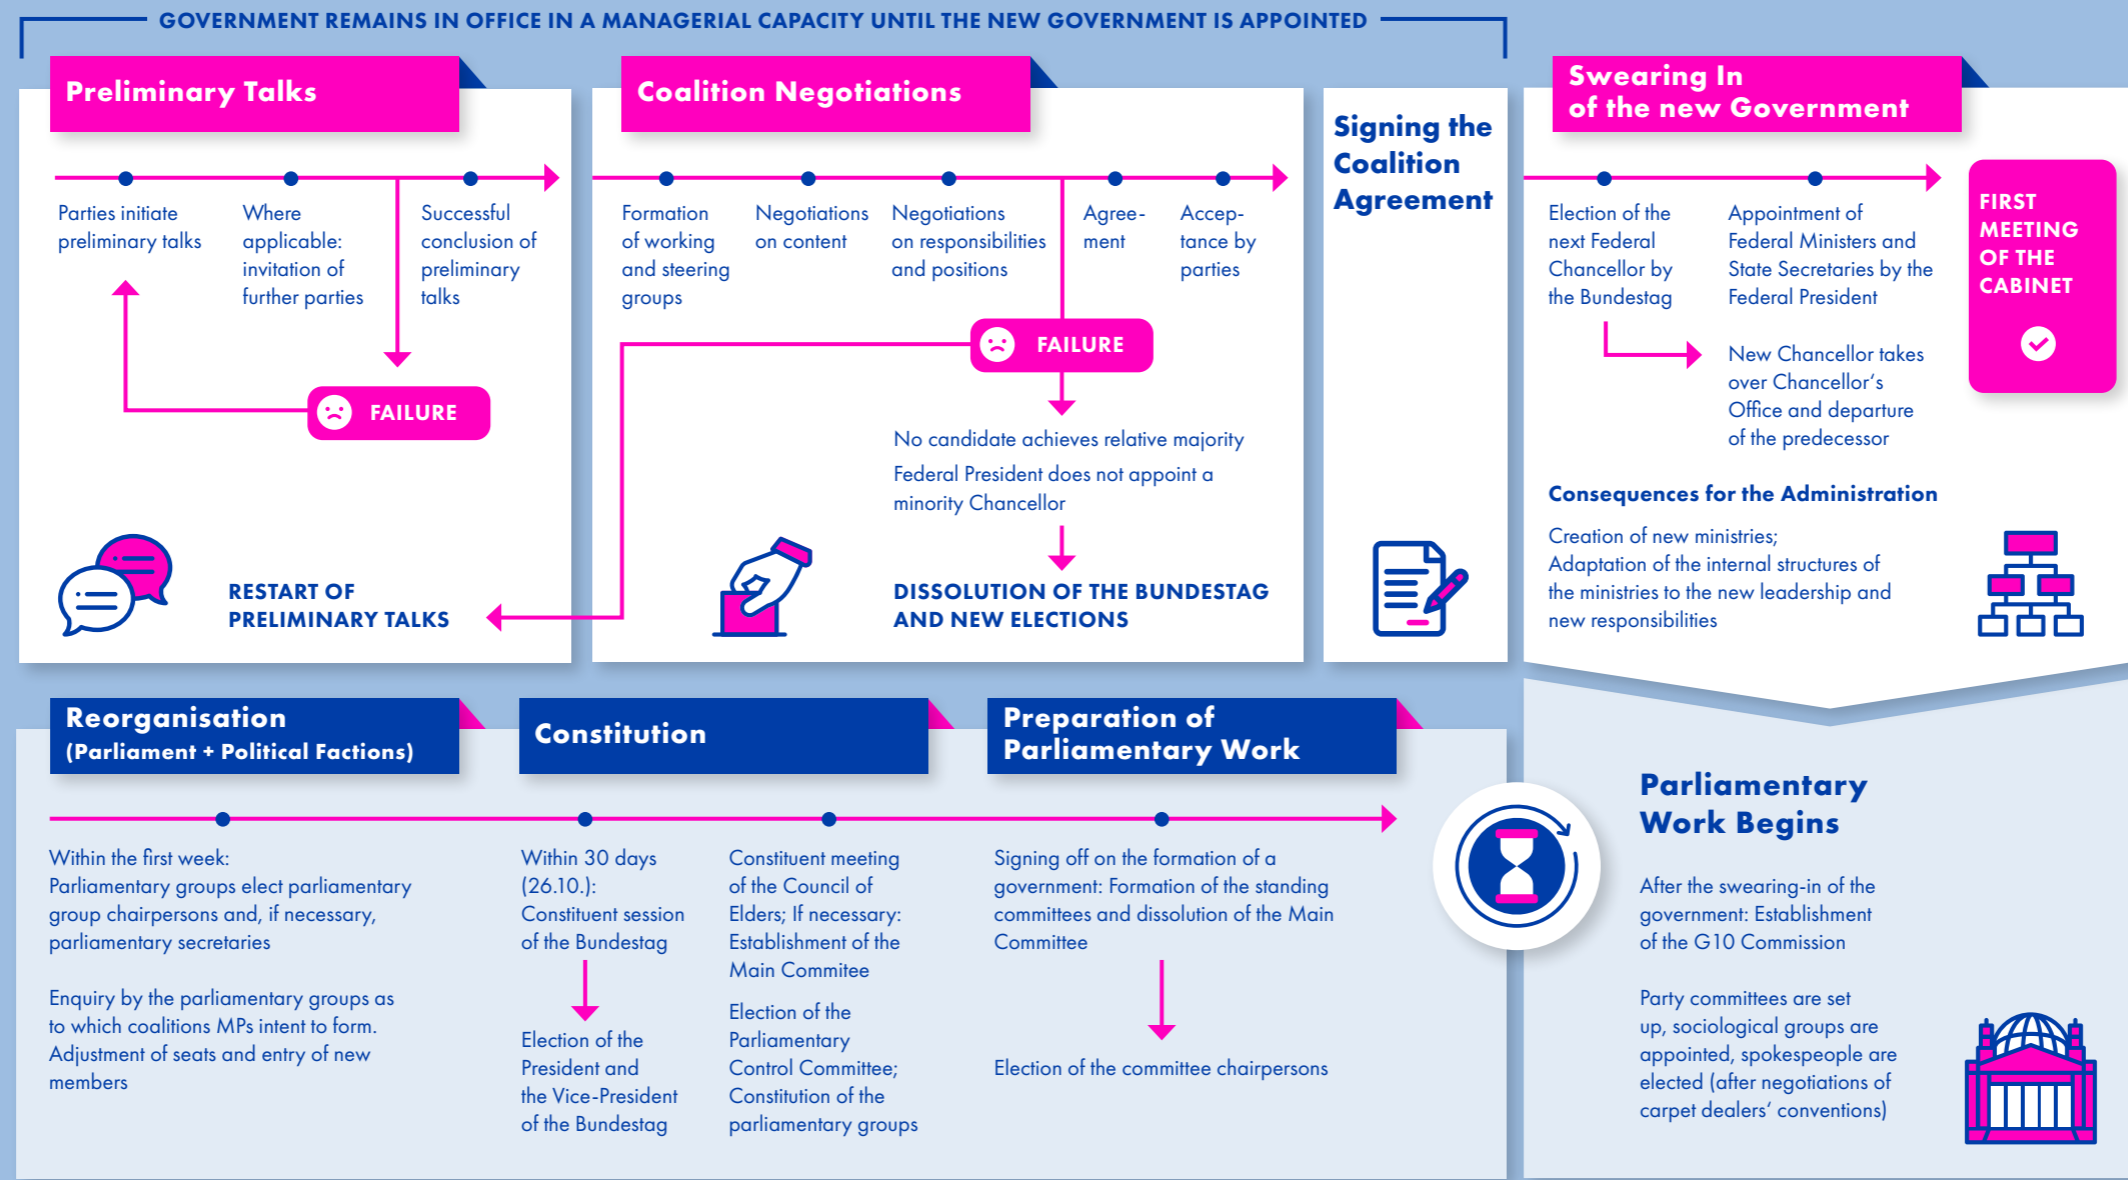 GOVERNMENT REMAINS IN OFFICE IN A MANAGERIAL CAPACITY UNTIL THE NEW GOVERNMENT IS APPOINTED
Preliminary Talks
Parties initiate
preliminary talks
Where
applicable:
invitation of
further parties
Successful
conclusion of
preliminary
talks
FAILURE
RESTART OF
PRELIMINARY TALKS
Coalition Negotiations
Formation
of working
and steering
groups
Negotiations
on content
Negotiations
on responsibilities
and positions
Agree-
ment
Accep-
tance by
parties
FAILURE
No candidate achieves relative majority
Federal President does not appoint a
minority Chancellor
DISSOLUTION OF THE BUNDESTAG
AND NEW ELECTIONS
Signing the
Coalition
Agreement
Swearing In
of the new Government
Election of the
next Federal
Chancellor by
the Bundestag
Appointment of
Federal Ministers and
State Secretaries by the
Federal President
New Chancellor takes
over Chancellor‘s
Office and departure
of the predecessor
FIRST
MEETING
OF THE
CABINET
Consequences for the Administration
Creation of new ministries;
Adaptation of the internal structures of
the ministries to the new leadership and
new responsibilities
Reorganisation
(Parliament + Political Factions)
Within the first week:
Parliamentary groups elect parliamentary
group chairpersons and, if necessary,
parliamentary secretaries
Enquiry by the parliamentary groups as
to which coalitions MPs intent to form.
Adjustment of seats and entry of new
members
Constitution
Within 30 days
(26.10.):
Constituent session
of the Bundestag
Election of the
President and
the Vice-President
of the Bundestag
Constituent meeting
of the Council of
Elders; If necessary:
Establishment of the
Main Commitee
Election of the
Parliamentary
Control Committee;
Constitution of the
parliamentary groups
Preparation of
Parliamentary Work
Signing off on the formation of a
government: Formation of the standing
committees and dissolution of the Main
Committee
Election of the committee chairpersons
Parliamentary
Work Begins
After the swearing-in of the
government: Establishment
of the G10 Commission
Party committees are set
up, sociological groups are
appointed, spokespeople are
elected (after negotiations of
carpet dealers‘ conventions)